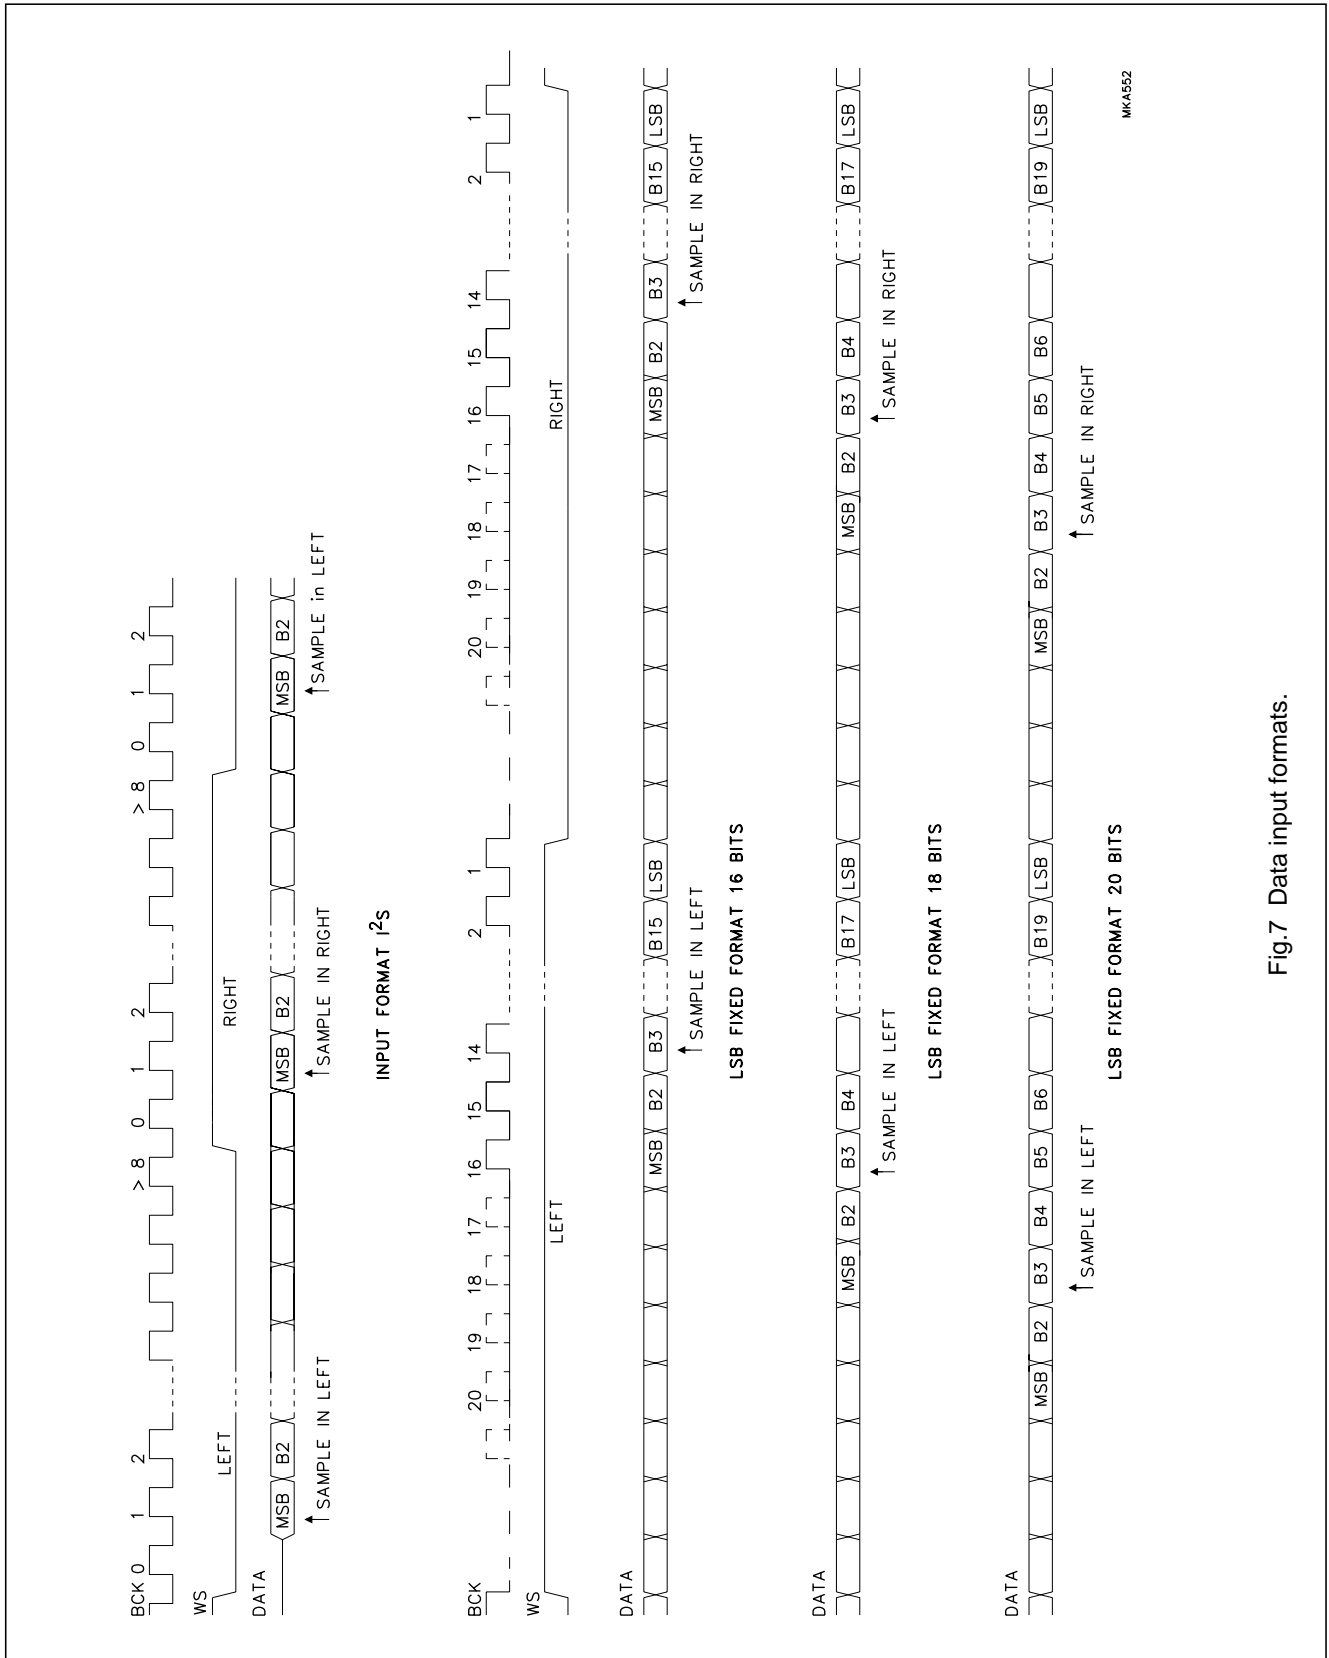 BCK 0 1 2 >8 0 1 2 >8 0 1 2
WS LEFT RIGHT
DATA MSB B2 MSB B2 MSB B2
SAMPLE IN LEFT SAMPLE IN RIGHT SAMPLE in LEFT
INPUT FORMAT I²S
BCK 20 19 18 17 16 15 14 2 1 20 19 18 17 16 15 14 2 1
WS LEFT RIGHT
DATA MSB B2 B3 B15 LSB MSB B2 B3 B15 LSB
SAMPLE IN LEFT SAMPLE IN RIGHT
LSB FIXED FORMAT 16 BITS
DATA MSB B2 B3 B4 B17 LSB MSB B2 B3 B4 B17 LSB
SAMPLE IN LEFT SAMPLE IN RIGHT
LSB FIXED FORMAT 18 BITS
DATA MSB B2 B3 B4 B5 B6 B19 LSB MSB B2 B3 B4 B5 B6 B19 LSB
SAMPLE IN LEFT SAMPLE IN RIGHT
LSB FIXED FORMAT 20 BITS
MKA552
Fig.7 Data input formats.